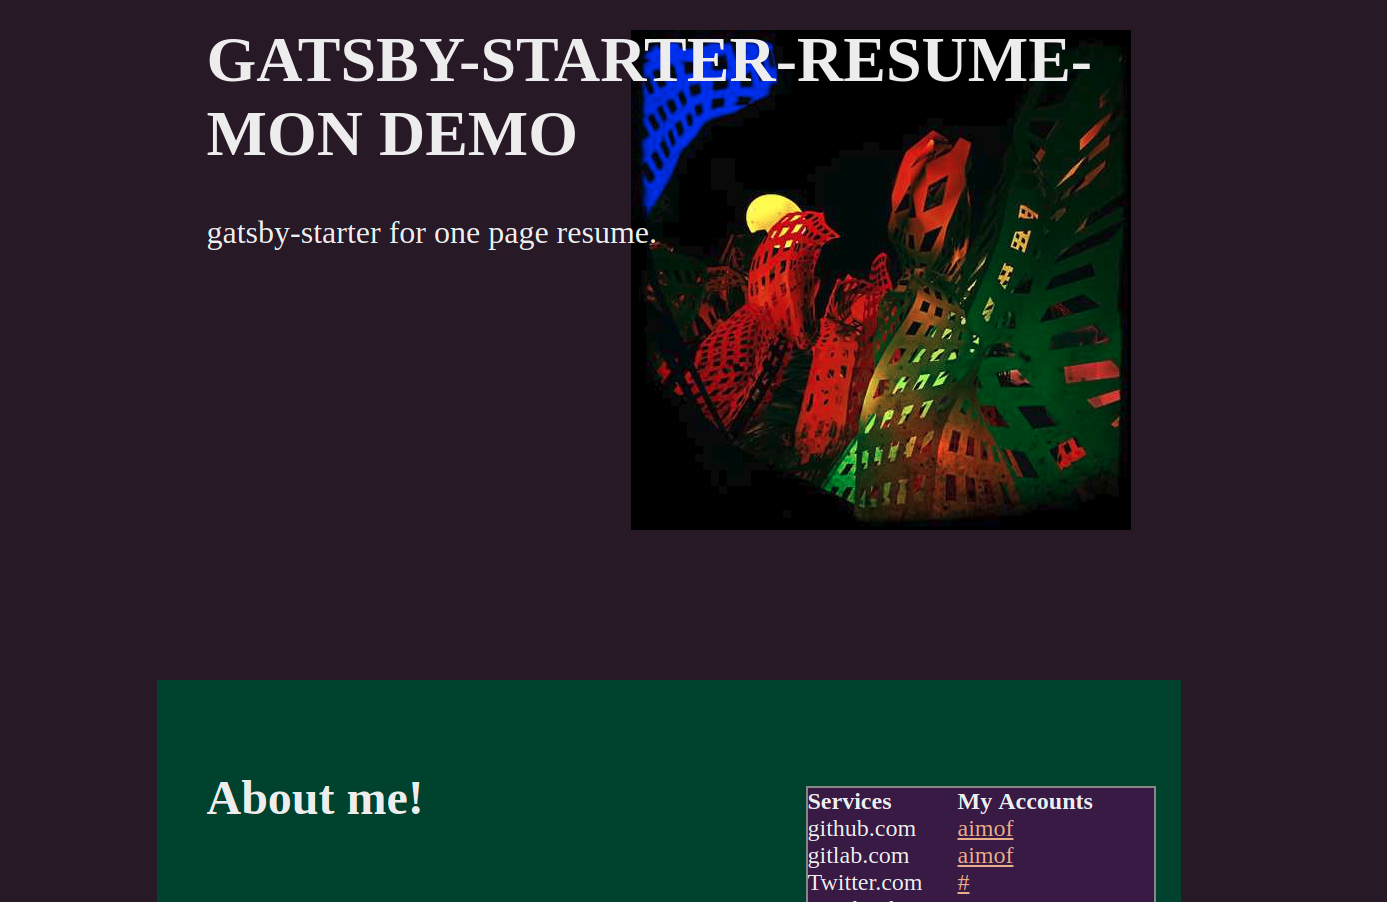 GATSBY-STARTER-RESUME-
MON DEMO
gatsby-starter for one page resume.
About me!
Services My Accounts
github.com aimof
gitlab.com aimof
Twitter.com #